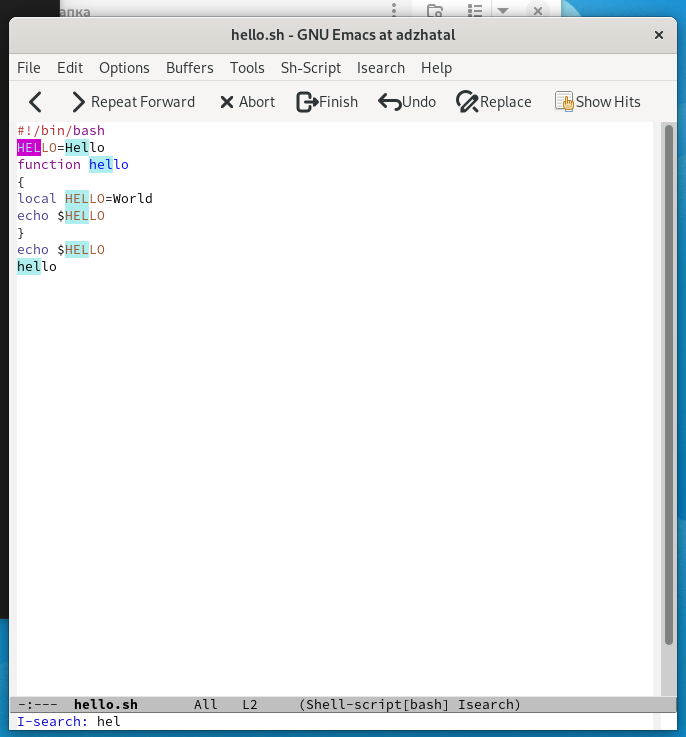 апка
hello.sh - GNU Emacs at adzhatal
File Edit Options Buffers Tools Sh-Script Isearch Help
Repeat Forward Abort Finish Undo Replace Show Hits
#!/bin/bash
HELLO=Hello
function hello
{
local HELLO=World
echo $HELLO
}
echo $HELLO
hello
-:--- hello.sh All L2 (Shell-script[bash] Isearch)
I-search: hel